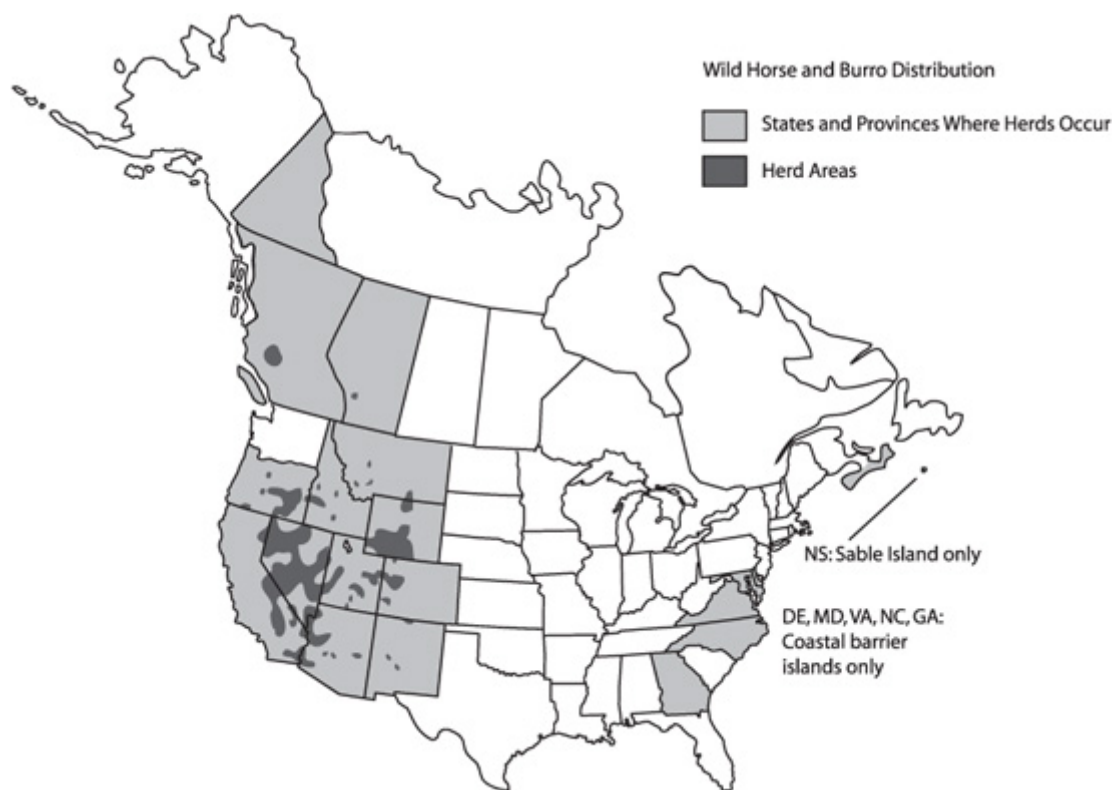 Wild Horse and Burro Distribution
States and Provinces Where Herds Occur
Herd Areas
NS: Sable Island only
DE, MD, VA, NC, GA:
Coastal barrier
islands only